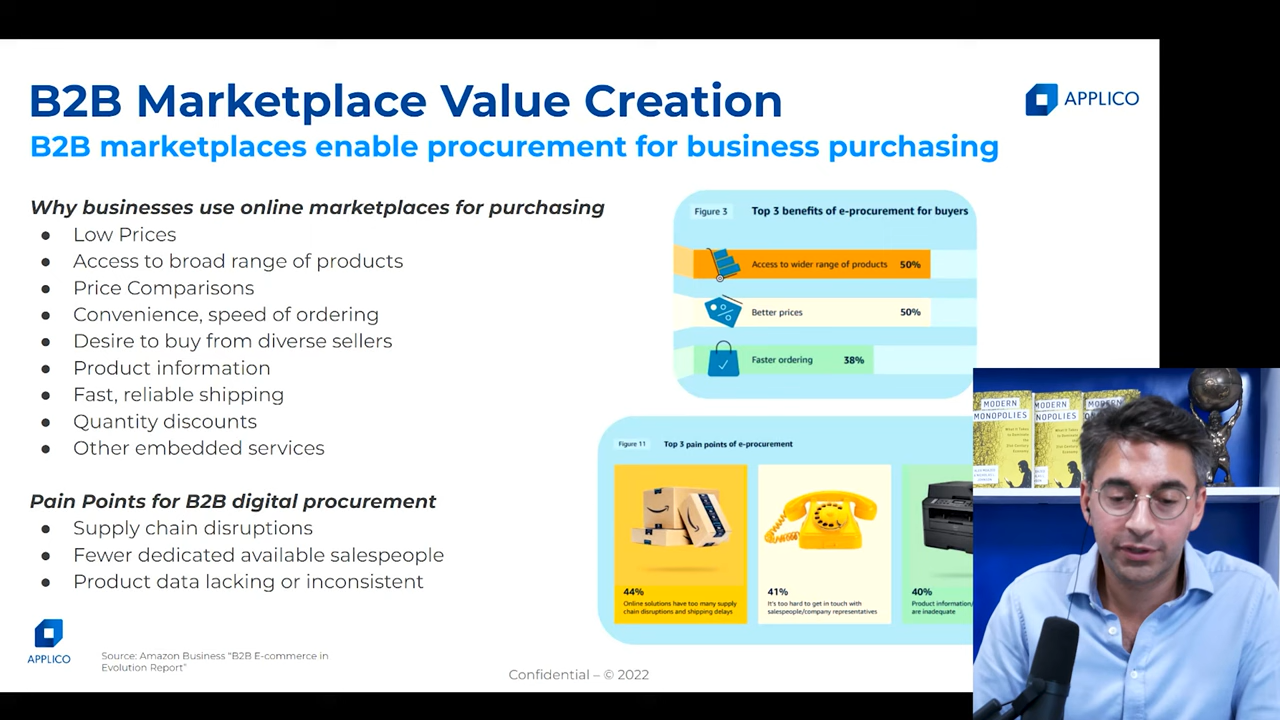 B2B Marketplace Value Creation
APPLICO
B2B marketplaces enable procurement for business purchasing
Why businesses use online marketplaces for purchasing
● Low Prices
● Access to broad range of products
● Price Comparisons
● Convenience, speed of ordering
● Desire to buy from diverse sellers
● Product information
● Fast, reliable shipping
● Quantity discounts
● Other embedded services
Pain Points for B2B digital procurement
● Supply chain disruptions
● Fewer dedicated available salespeople
● Product data lacking or inconsistent
Figure 3
Top 3 benefits of e-procurement for buyers
Access to wider range of products 50%
Better prices 50%
Faster ordering 38%
Figure 11
Top 3 pain points of e-procurement
44%
Online solutions have too many supply
chain disruptions and shipping delays
41%
It's too hard to get in touch with
salespeople/company representatives
40%
Product information/
are inadequate
MODERN
MONOPOLIES
MODERN
NOPOLIES
MODERN
APPLICO
Source: Amazon Business "B2B E-commerce in
Evolution Report"
Confidential – © 2022